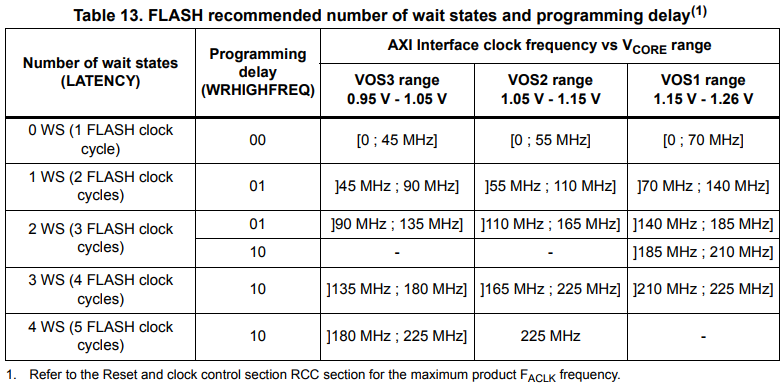 Table 13. FLASH recommended number of wait states and programming delay(1)
Number of wait states
(LATENCY)
Programming
delay
(WRHIGHFREQ)
AXI Interface clock frequency vs VCORE range
VOS3 range
0.95 V - 1.05 V
VOS2 range
1.05 V - 1.15 V
VOS1 range
1.15 V - 1.26 V
0 WS (1 FLASH clock
cycle)
00
[0 ; 45 MHz]
[0 ; 55 MHz]
[0 ; 70 MHz]
1 WS (2 FLASH clock
cycles)
01
]45 MHz ; 90 MHz]
]55 MHz ; 110 MHz]
]70 MHz ; 140 MHz]
2 WS (3 FLASH clock
cycles)
01
]90 MHz ; 135 MHz]
]110 MHz ; 165 MHz]
]140 MHz ; 185 MHz]
10
-
-
]185 MHz ; 210 MHz]
3 WS (4 FLASH clock
cycles)
10
]135 MHz ; 180 MHz]
]165 MHz ; 225 MHz]
]210 MHz ; 225 MHz]
4 WS (5 FLASH clock
cycles)
10
]180 MHz ; 225 MHz]
225 MHz
-
1. Refer to the Reset and clock control section RCC section for the maximum product FACLK frequency.